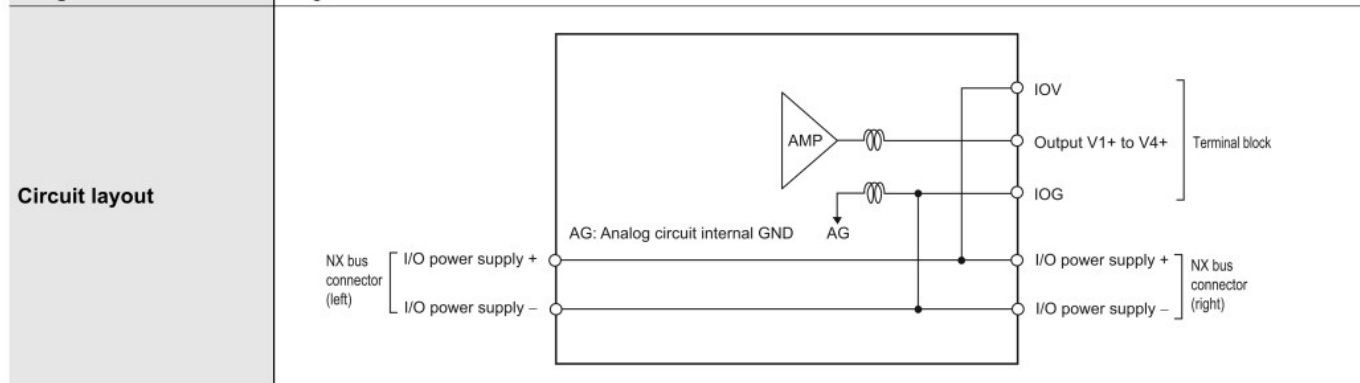 Circuit layout
IOV
AMP
Output V1+ to V4+
Terminal block
IOG
AG: Analog circuit internal GND
AG
NX bus
connector
(left)
I/O power supply +
I/O power supply –
I/O power supply +
I/O power supply –
NX bus
connector
(right)